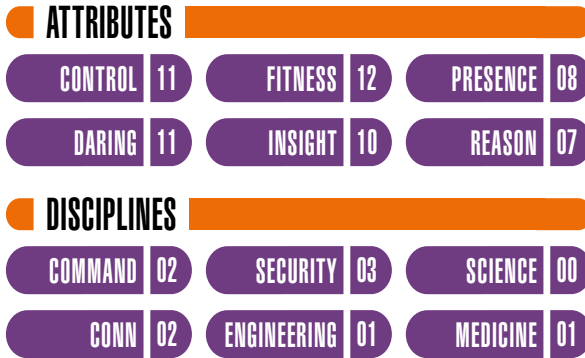 ATTRIBUTES
CONTROL 11 FITNESS 12 PRESENCE 08
DARING 11 INSIGHT 10 REASON 07
DISCIPLINES
COMMAND 02 SECURITY 03 SCIENCE 00
CONN 02 ENGINEERING 01 MEDICINE 01